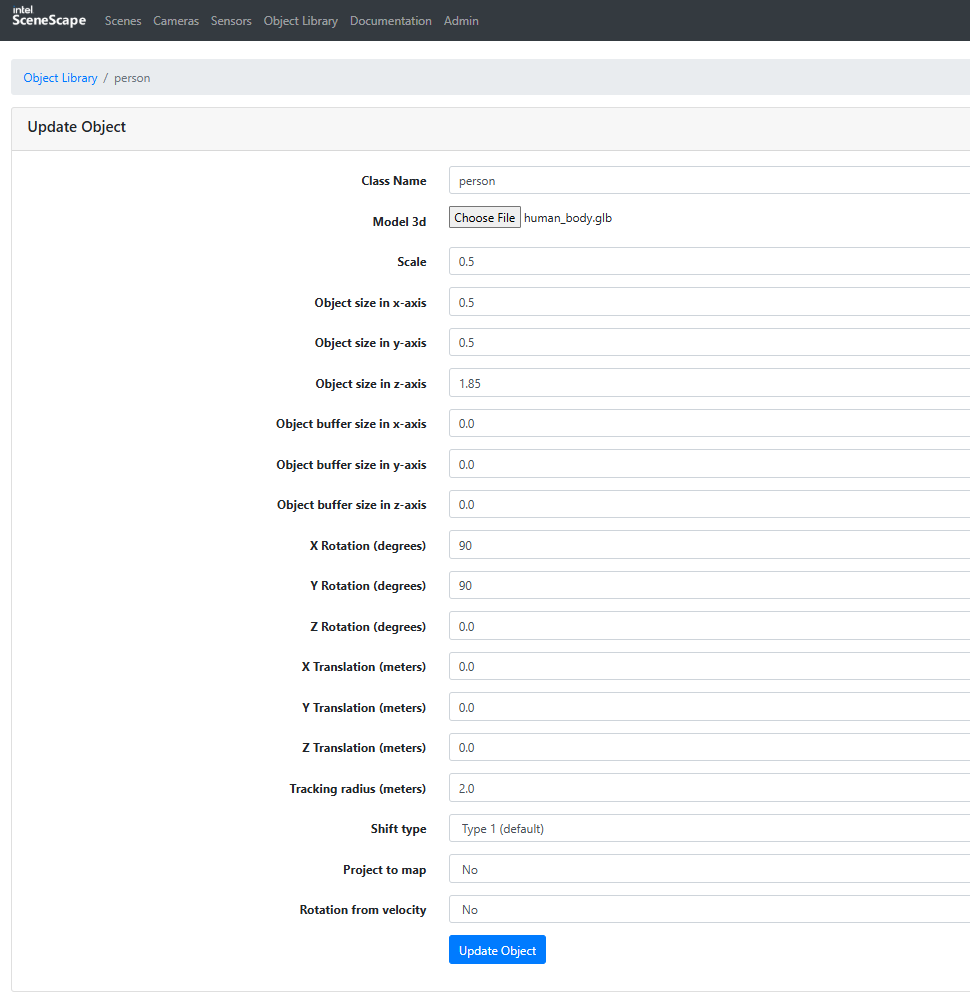 intel
SceneScape Scenes Cameras Sensors Object Library Documentation Admin
Object Library / person
Update Object
Class Name person
Model 3d Choose File human_body.glb
Scale 0.5
Object size in x-axis 0.5
Object size in y-axis 0.5
Object size in z-axis 1.85
Object buffer size in x-axis 0.0
Object buffer size in y-axis 0.0
Object buffer size in z-axis 0.0
X Rotation (degrees) 90
Y Rotation (degrees) 90
Z Rotation (degrees) 0.0
X Translation (meters) 0.0
Y Translation (meters) 0.0
Z Translation (meters) 0.0
Tracking radius (meters) 2.0
Shift type Type 1 (default)
Project to map No
Rotation from velocity No
Update Object